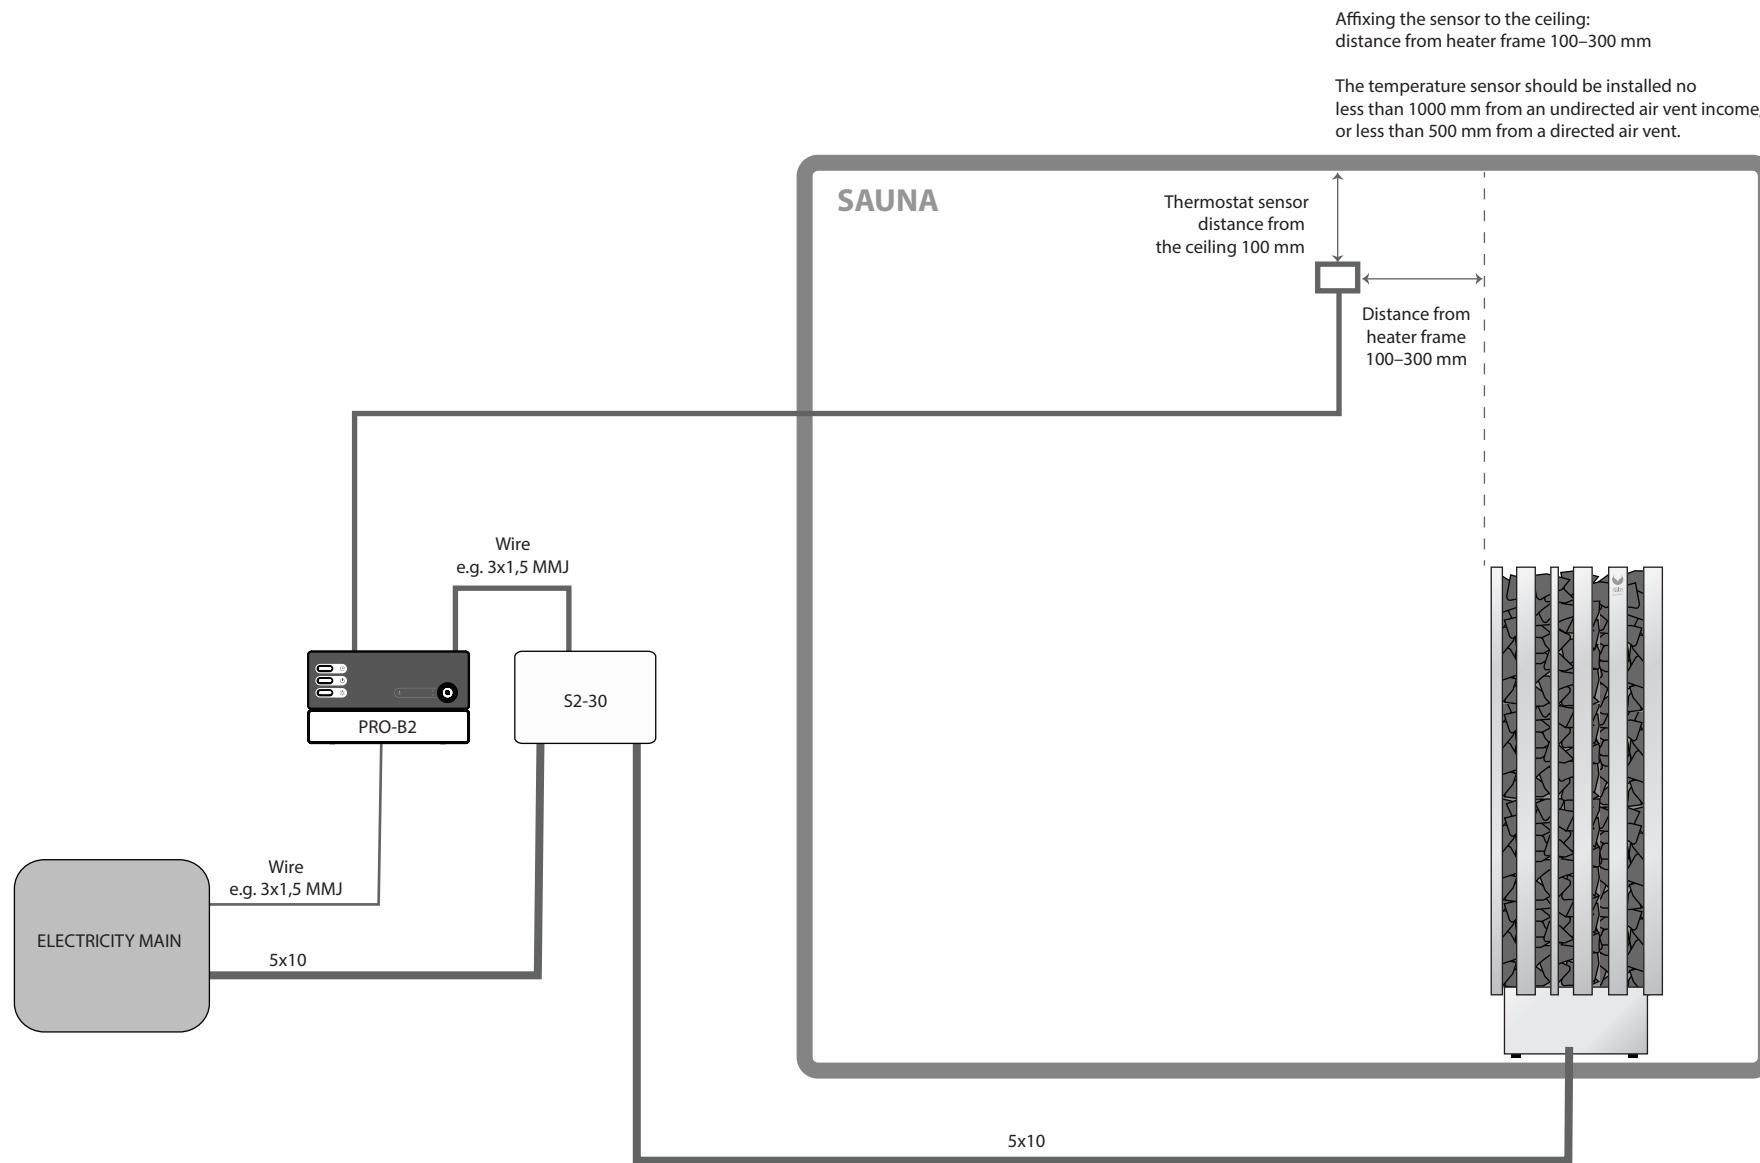 Affixing the sensor to the ceiling:
distance from heater frame 100–300 mm
The temperature sensor should be installed no
less than 1000 mm from an undirected air vent income,
or less than 500 mm from a directed air vent.
SAUNA
Thermostat sensor
distance from
the ceiling 100 mm
Distance from
heater frame
100–300 mm
Wire
e.g. 3x1,5 MMJ
S2-30
PRO-B2
Wire
e.g. 3x1,5 MMJ
ELECTRICITY MAIN
5x10
5x10